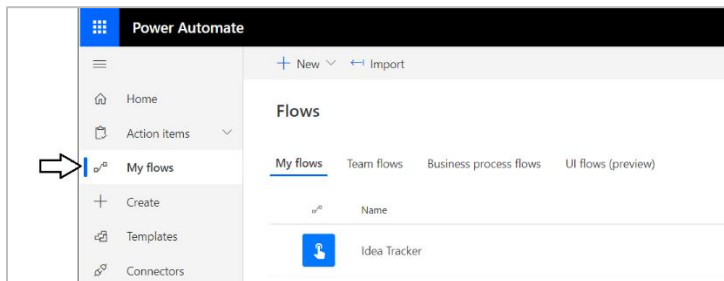 Power Automate
+ New
Import
Home
Action items
My flows
Create
Templates
Connectors
Flows
My flows Team flows Business process flows UI flows (preview)
Name
Idea Tracker